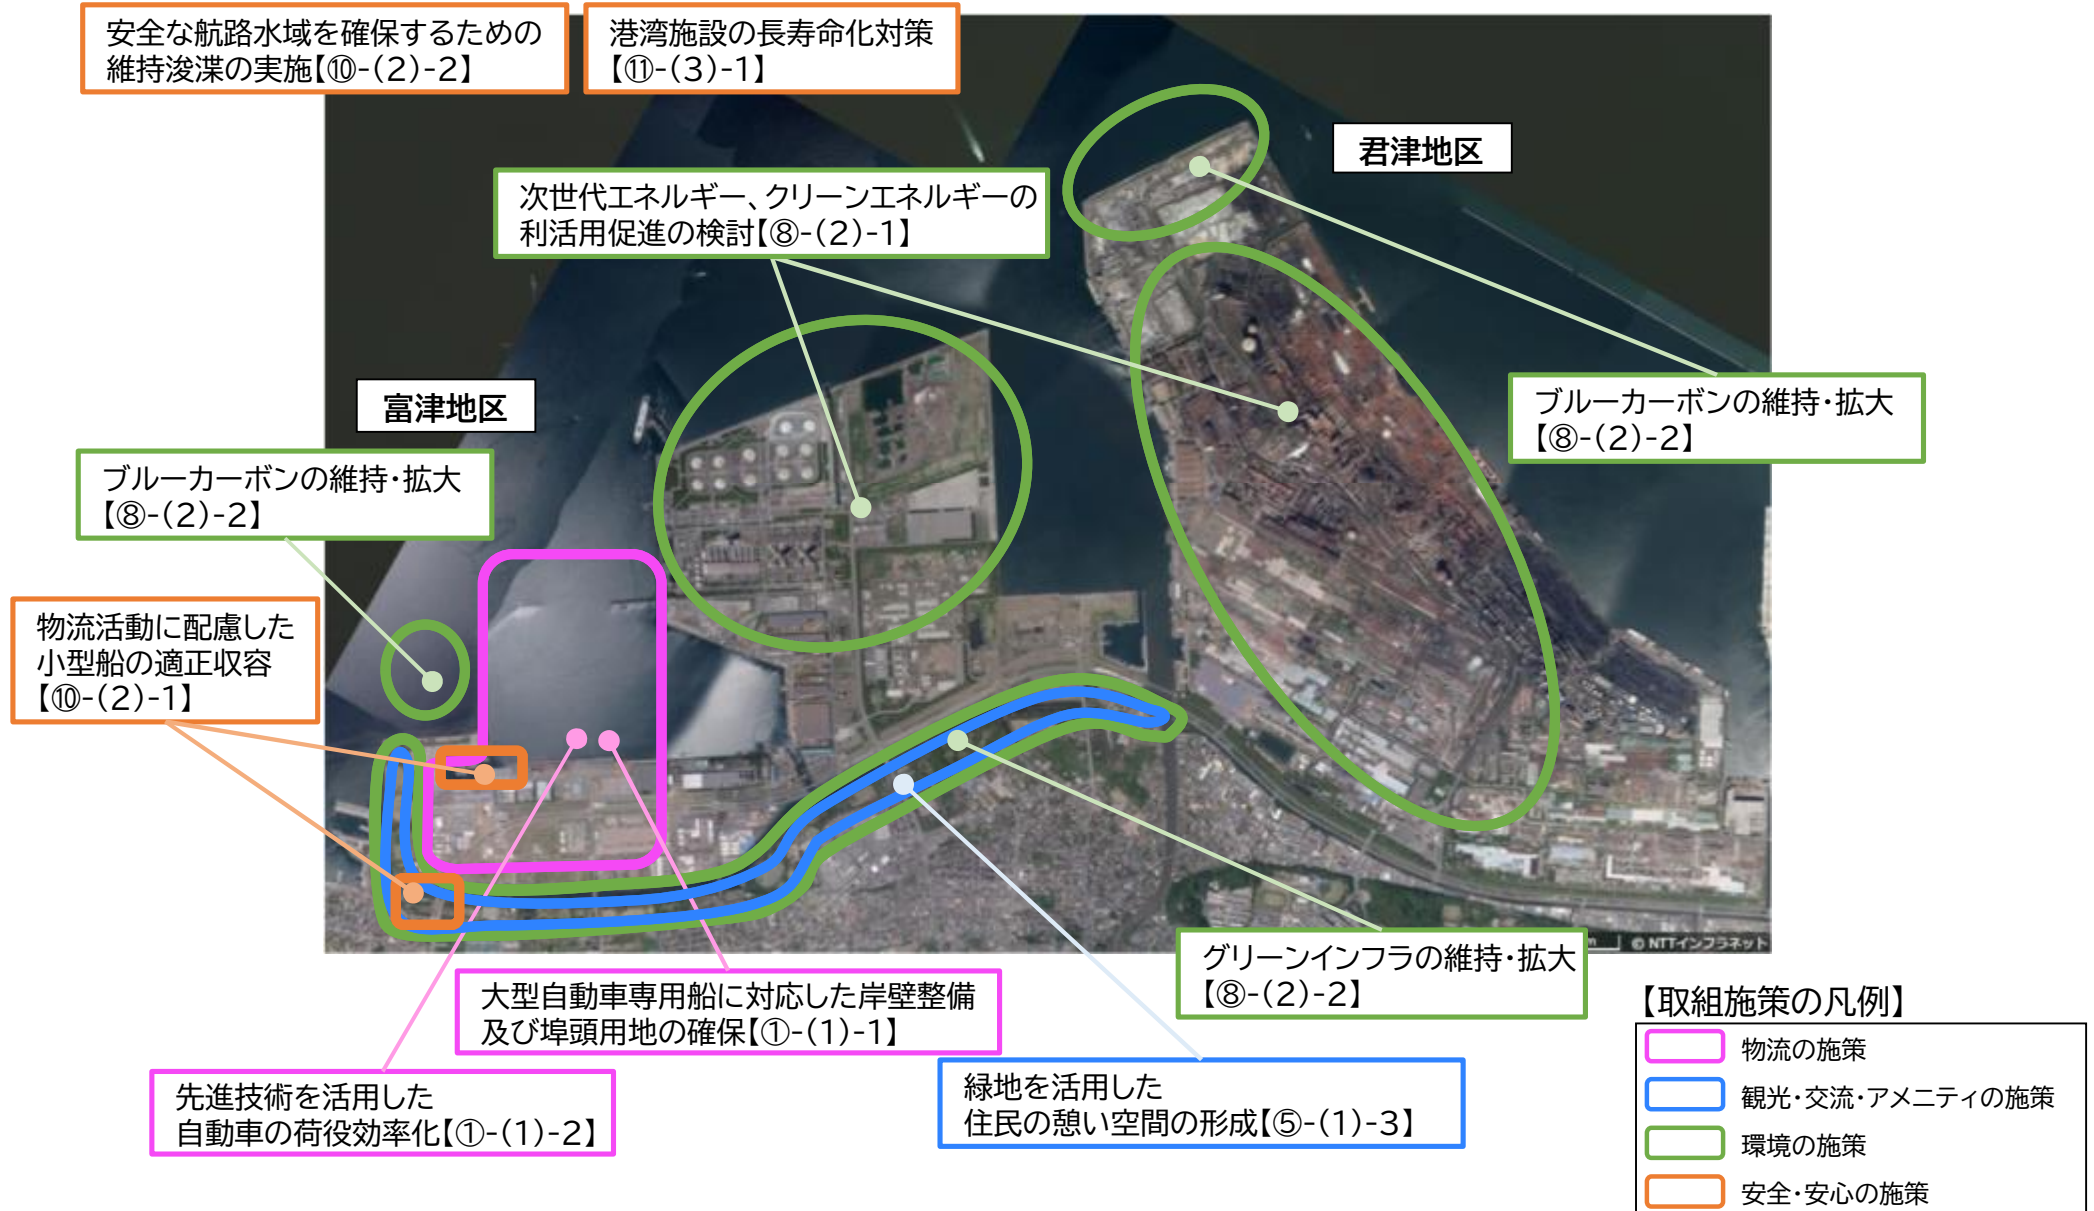 安全な航路水域を確保するための
維持浚渫の実施【⑩-(2)-2】
港湾施設の長寿命化対策
【⑪-(3)-1】
君津地区
次世代エネルギー、クリーンエネルギーの
利活用促進の検討【⑧-(2)-1】
富津地区
ブルーカーボンの維持・拡大
【⑧-(2)-2】
ブルーカーボンの維持・拡大
【⑧-(2)-2】
物流活動に配慮した
小型船の適正収容
【⑩-(2)-1】
グリーンインフラの維持・拡大
【⑧-(2)-2】
© NTTインフラネット
大型自動車専用船に対応した岸壁整備
及び埠頭用地の確保【①-(1)-1】
先進技術を活用した
自動車の荷役効率化【①-(1)-2】
緑地を活用した
住民の憩い空間の形成【⑤-(1)-3】
【取組施策の凡例】
物流の施策
観光・交流・アメニティの施策
環境の施策
安全・安心の施策